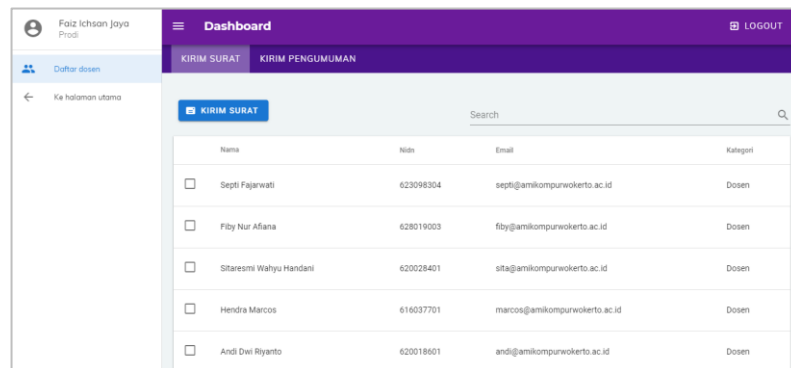 Faiz Ichsan Jaya
Prodi
Daftar dosen
Ke halaman utama
Dashboard
LOGOUT
KIRIM SURAT KIRIM PENGUMUMAN
KIRIM SURAT
Search
Nama Nidn Email Kategori
Septi Fajarwati 623098304 septi@amikompurwokerto.ac.id Dosen
Fiby Nur Afiana 628019003 fiby@amikompurwokerto.ac.id Dosen
Sitaresmi Wahyu Handani 620028401 sita@amikompurwokerto.ac.id Dosen
Hendra Marcos 616037701 marcos@amikompurwokerto.ac.id Dosen
Andi Dwi Riyanto 620018601 andi@amikompurwokerto.ac.id Dosen